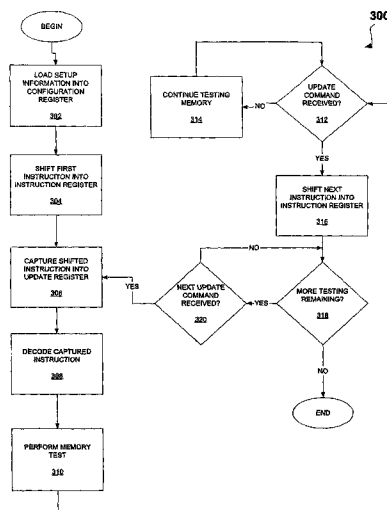 300
BEGIN
LOAD SETUP
INFORMATION INTO
CONFIGURATION
REGISTER
302
SHIFT FIRST
INSTRUCITON INTO
INSTRUCTION REGISTER
304
CAPTURE SHIFTED
INSTRUCTION INTO
UPDATE REGISTER
306
DECODE CAPTURED
INSTRUCTION
308
PERFORM MEMORY
TEST
310
CONTINUE TESTING
MEMORY
314
NO
UPDATE
COMMAND
RECEIVED?
312
YES
SHIFT NEXT
INSTRUCTION INTO
INSTRUCTION REGISTER
316
NO
YES
NEXT UPDATE
COMMAND
RECEIVED?
320
YES
MORE TESTING
REMAINING?
318
NO
END